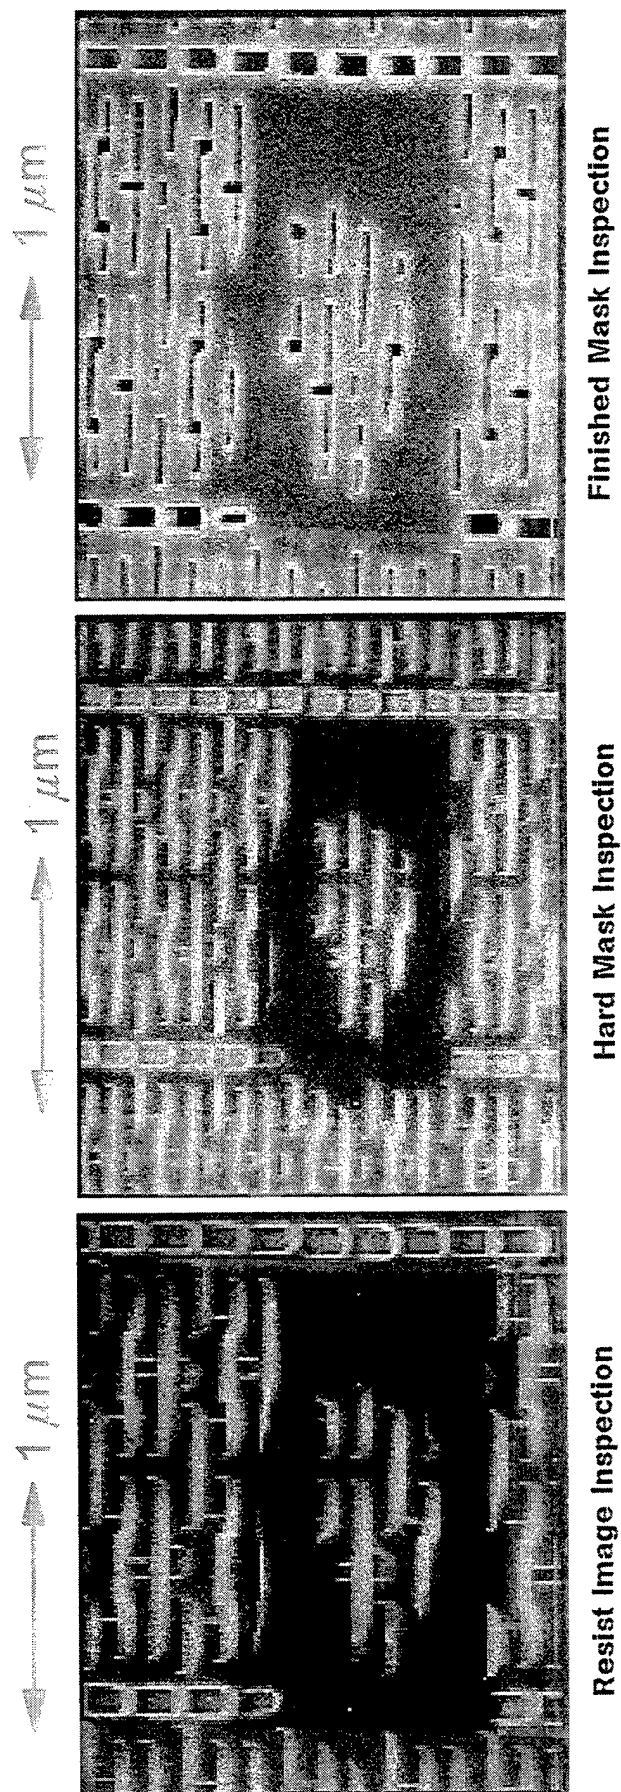 1 μm
1 μm
1 μm
Resist Image Inspection
Hard Mask Inspection
Finished Mask Inspection